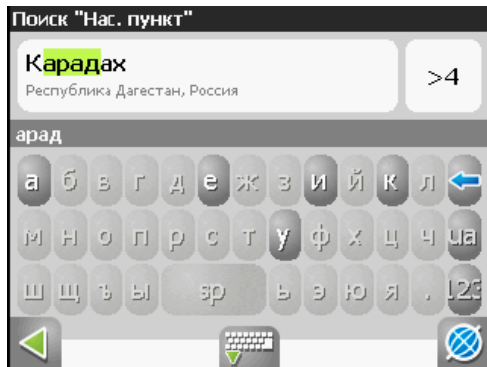 Поиск "Нас. пункт"
Карадах
>4
Республика Дагестан, Россия
арад
а б в г д е ж з и й к л
м н о п р с т у ф х ц ч ua
ш щ ъ ы sp ь э ю я . 123